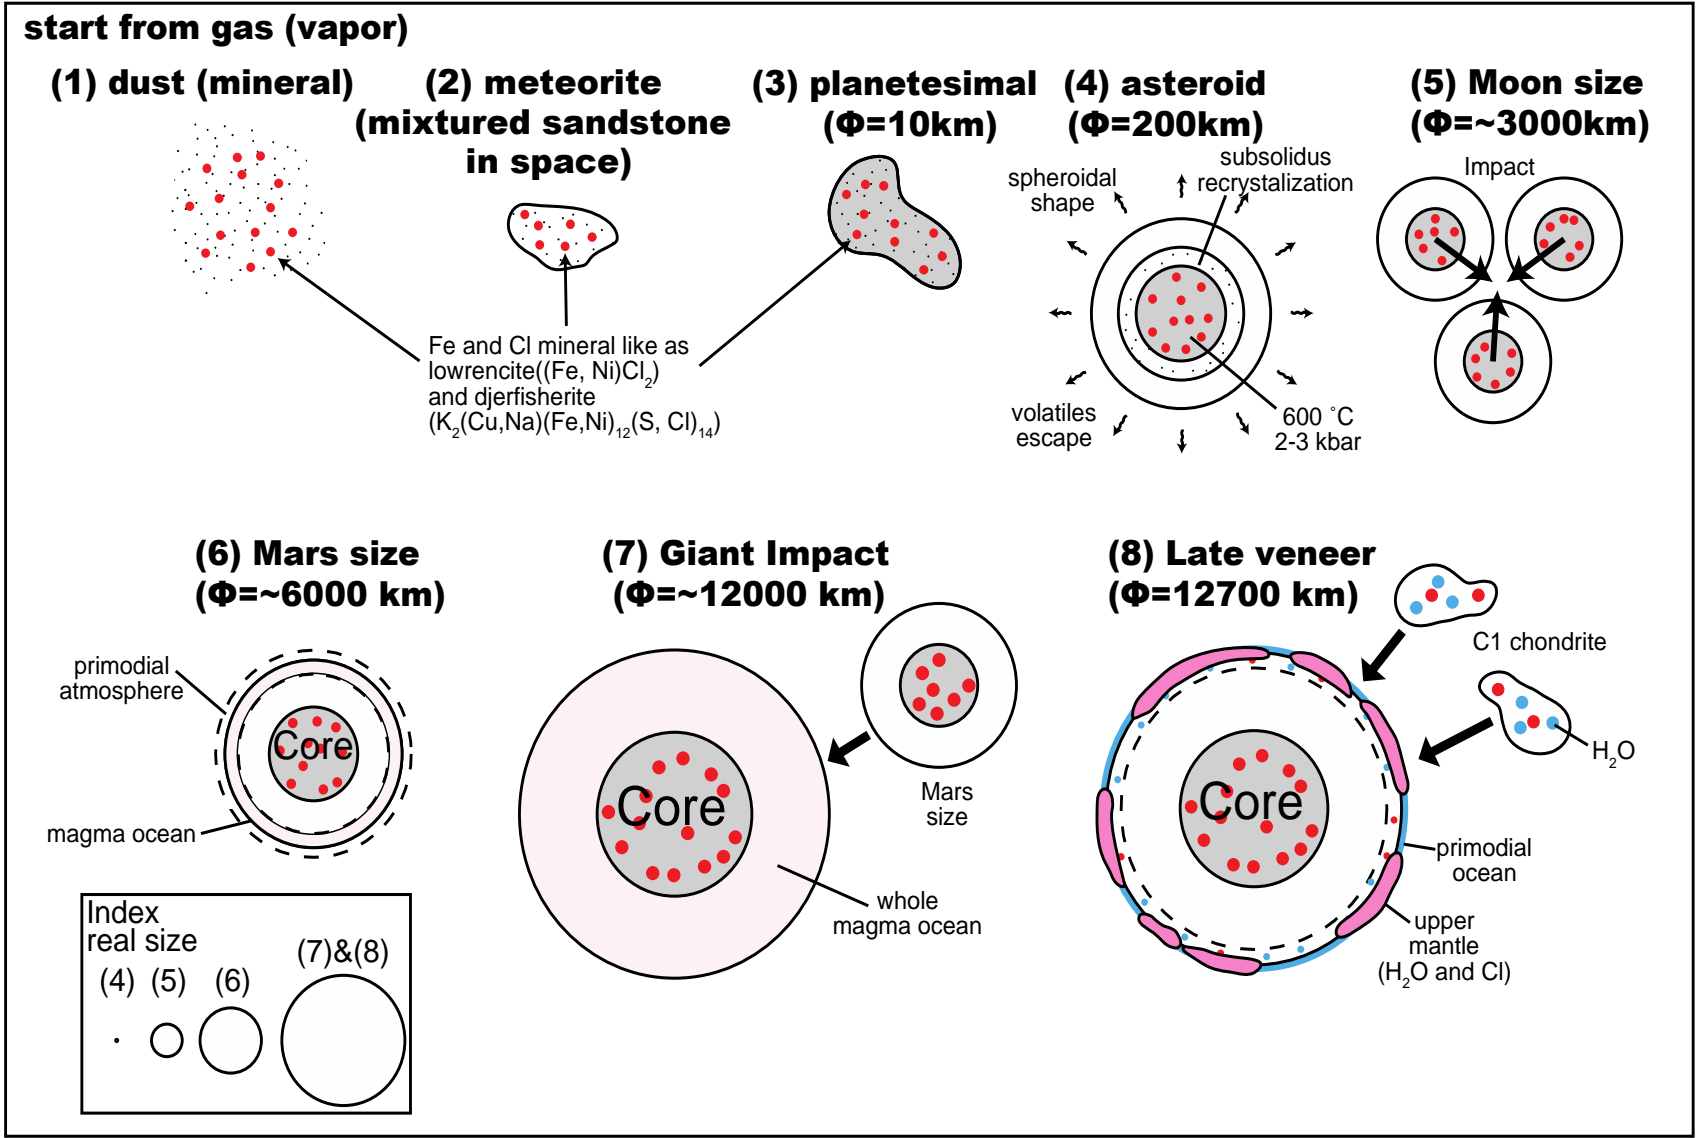 start from gas (vapor)
(1) dust (mineral)
(2) meteorite
(mixtured sandstone
in space)
(3) planetesimal
(Φ=10km)
(4) asteroid
(Φ=200km)
(5) Moon size
(Φ=~3000km)
spheroidal
shape
subsolidus
recrystalization
Impact
Fe and Cl mineral like as
lowrencite((Fe, Ni)Cl₂)
and djerfisherite
(K₂(Cu,Na)(Fe,Ni)₁₂(S, Cl)₁₄)
volatiles
escape
600 ˚C
2-3 kbar
(6) Mars size
(Φ=~6000 km)
(7) Giant Impact
(Φ=~12000 km)
(8) Late veneer
(Φ=12700 km)
primodial
atmosphere
Core
magma ocean
Core
Mars
size
whole
magma ocean
C1 chondrite
H₂O
Core
primodial
ocean
upper
mantle
(H₂O and Cl)
Index
real size
(4)
(5)
(6)
(7)&(8)